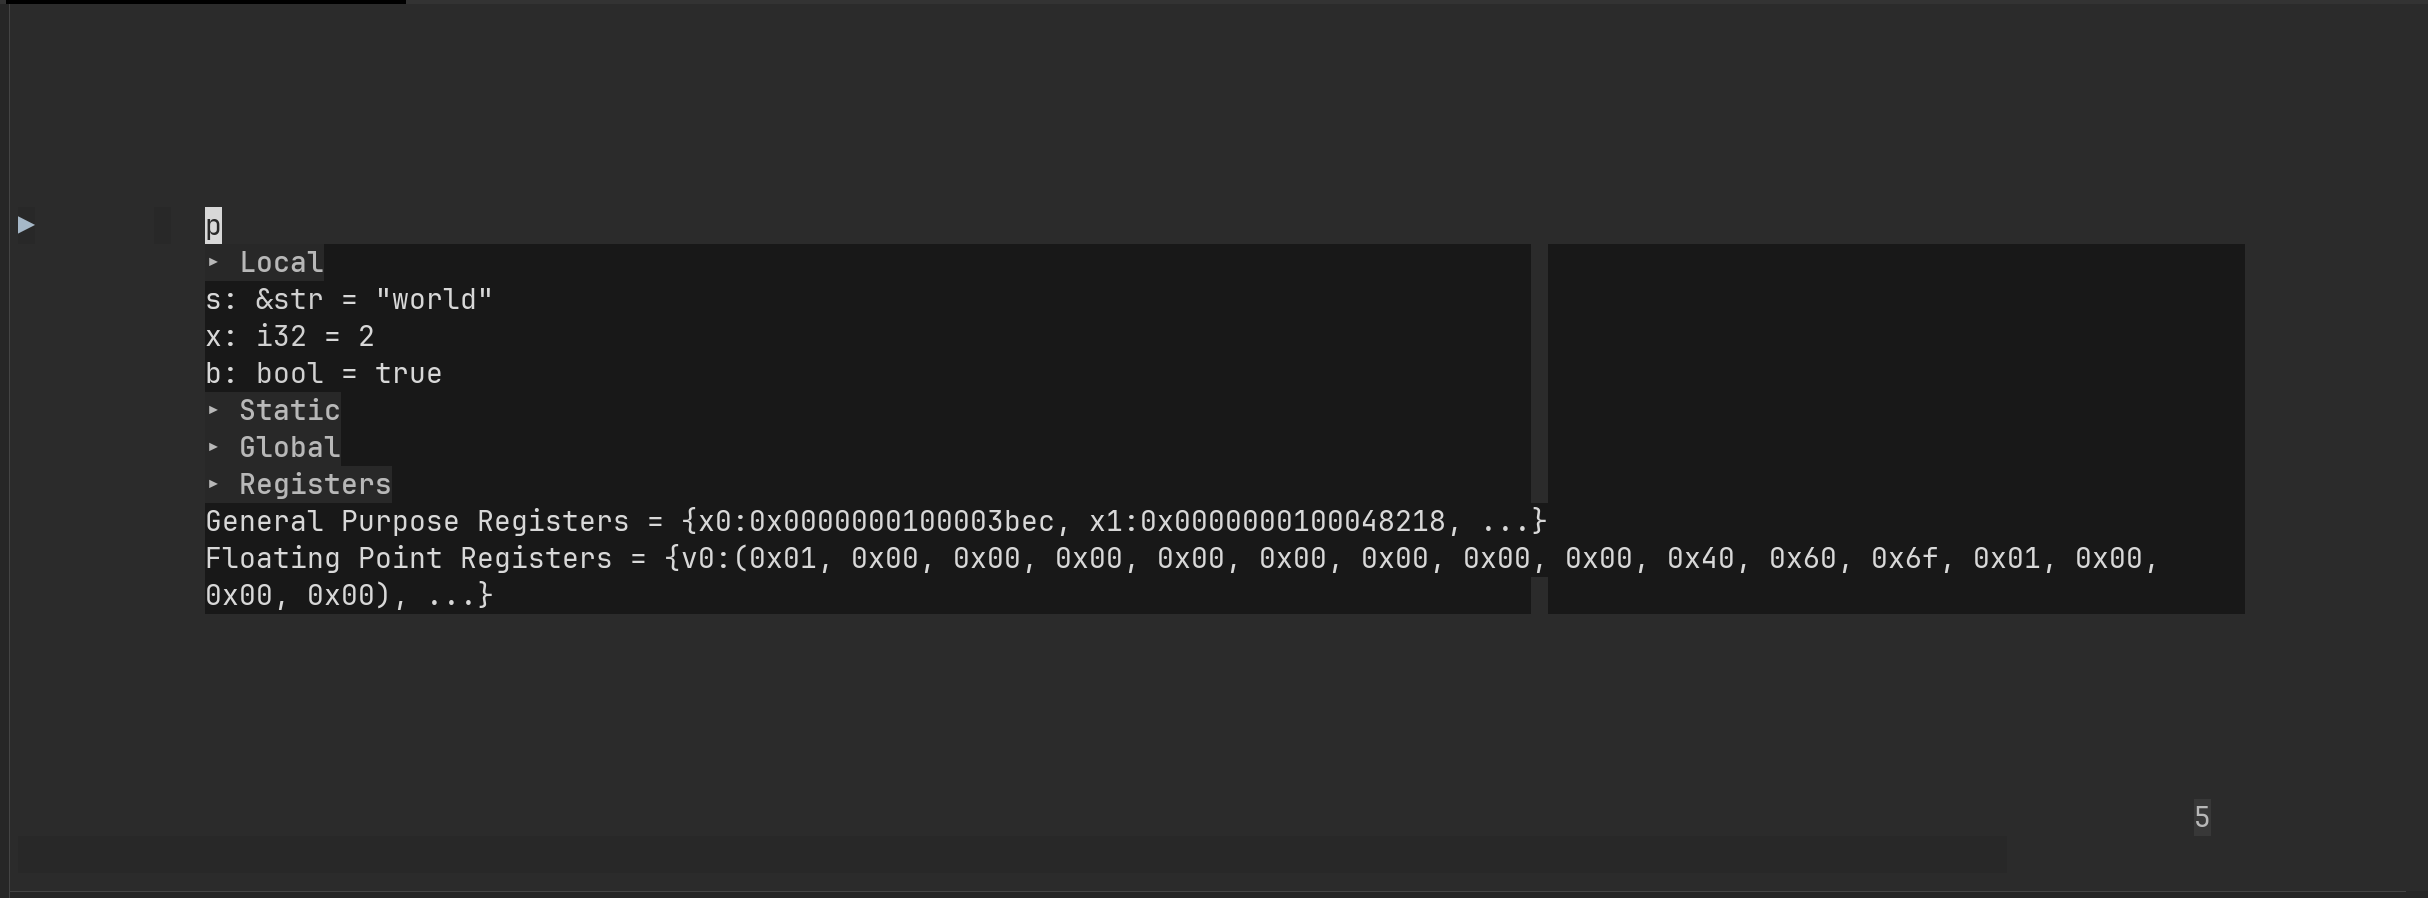 p
▸ Local
s: &str = "world"
x: i32 = 2
b: bool = true
▸ Static
▸ Global
▸ Registers
General Purpose Registers = {x0:0x0000000100003bec, x1:0x0000000100048218, ...}
Floating Point Registers = {v0:(0x01, 0x00, 0x00, 0x00, 0x00, 0x00, 0x00, 0x00, 0x00, 0x40, 0x60, 0x6f, 0x01, 0x00,
0x00, 0x00), ...}
5